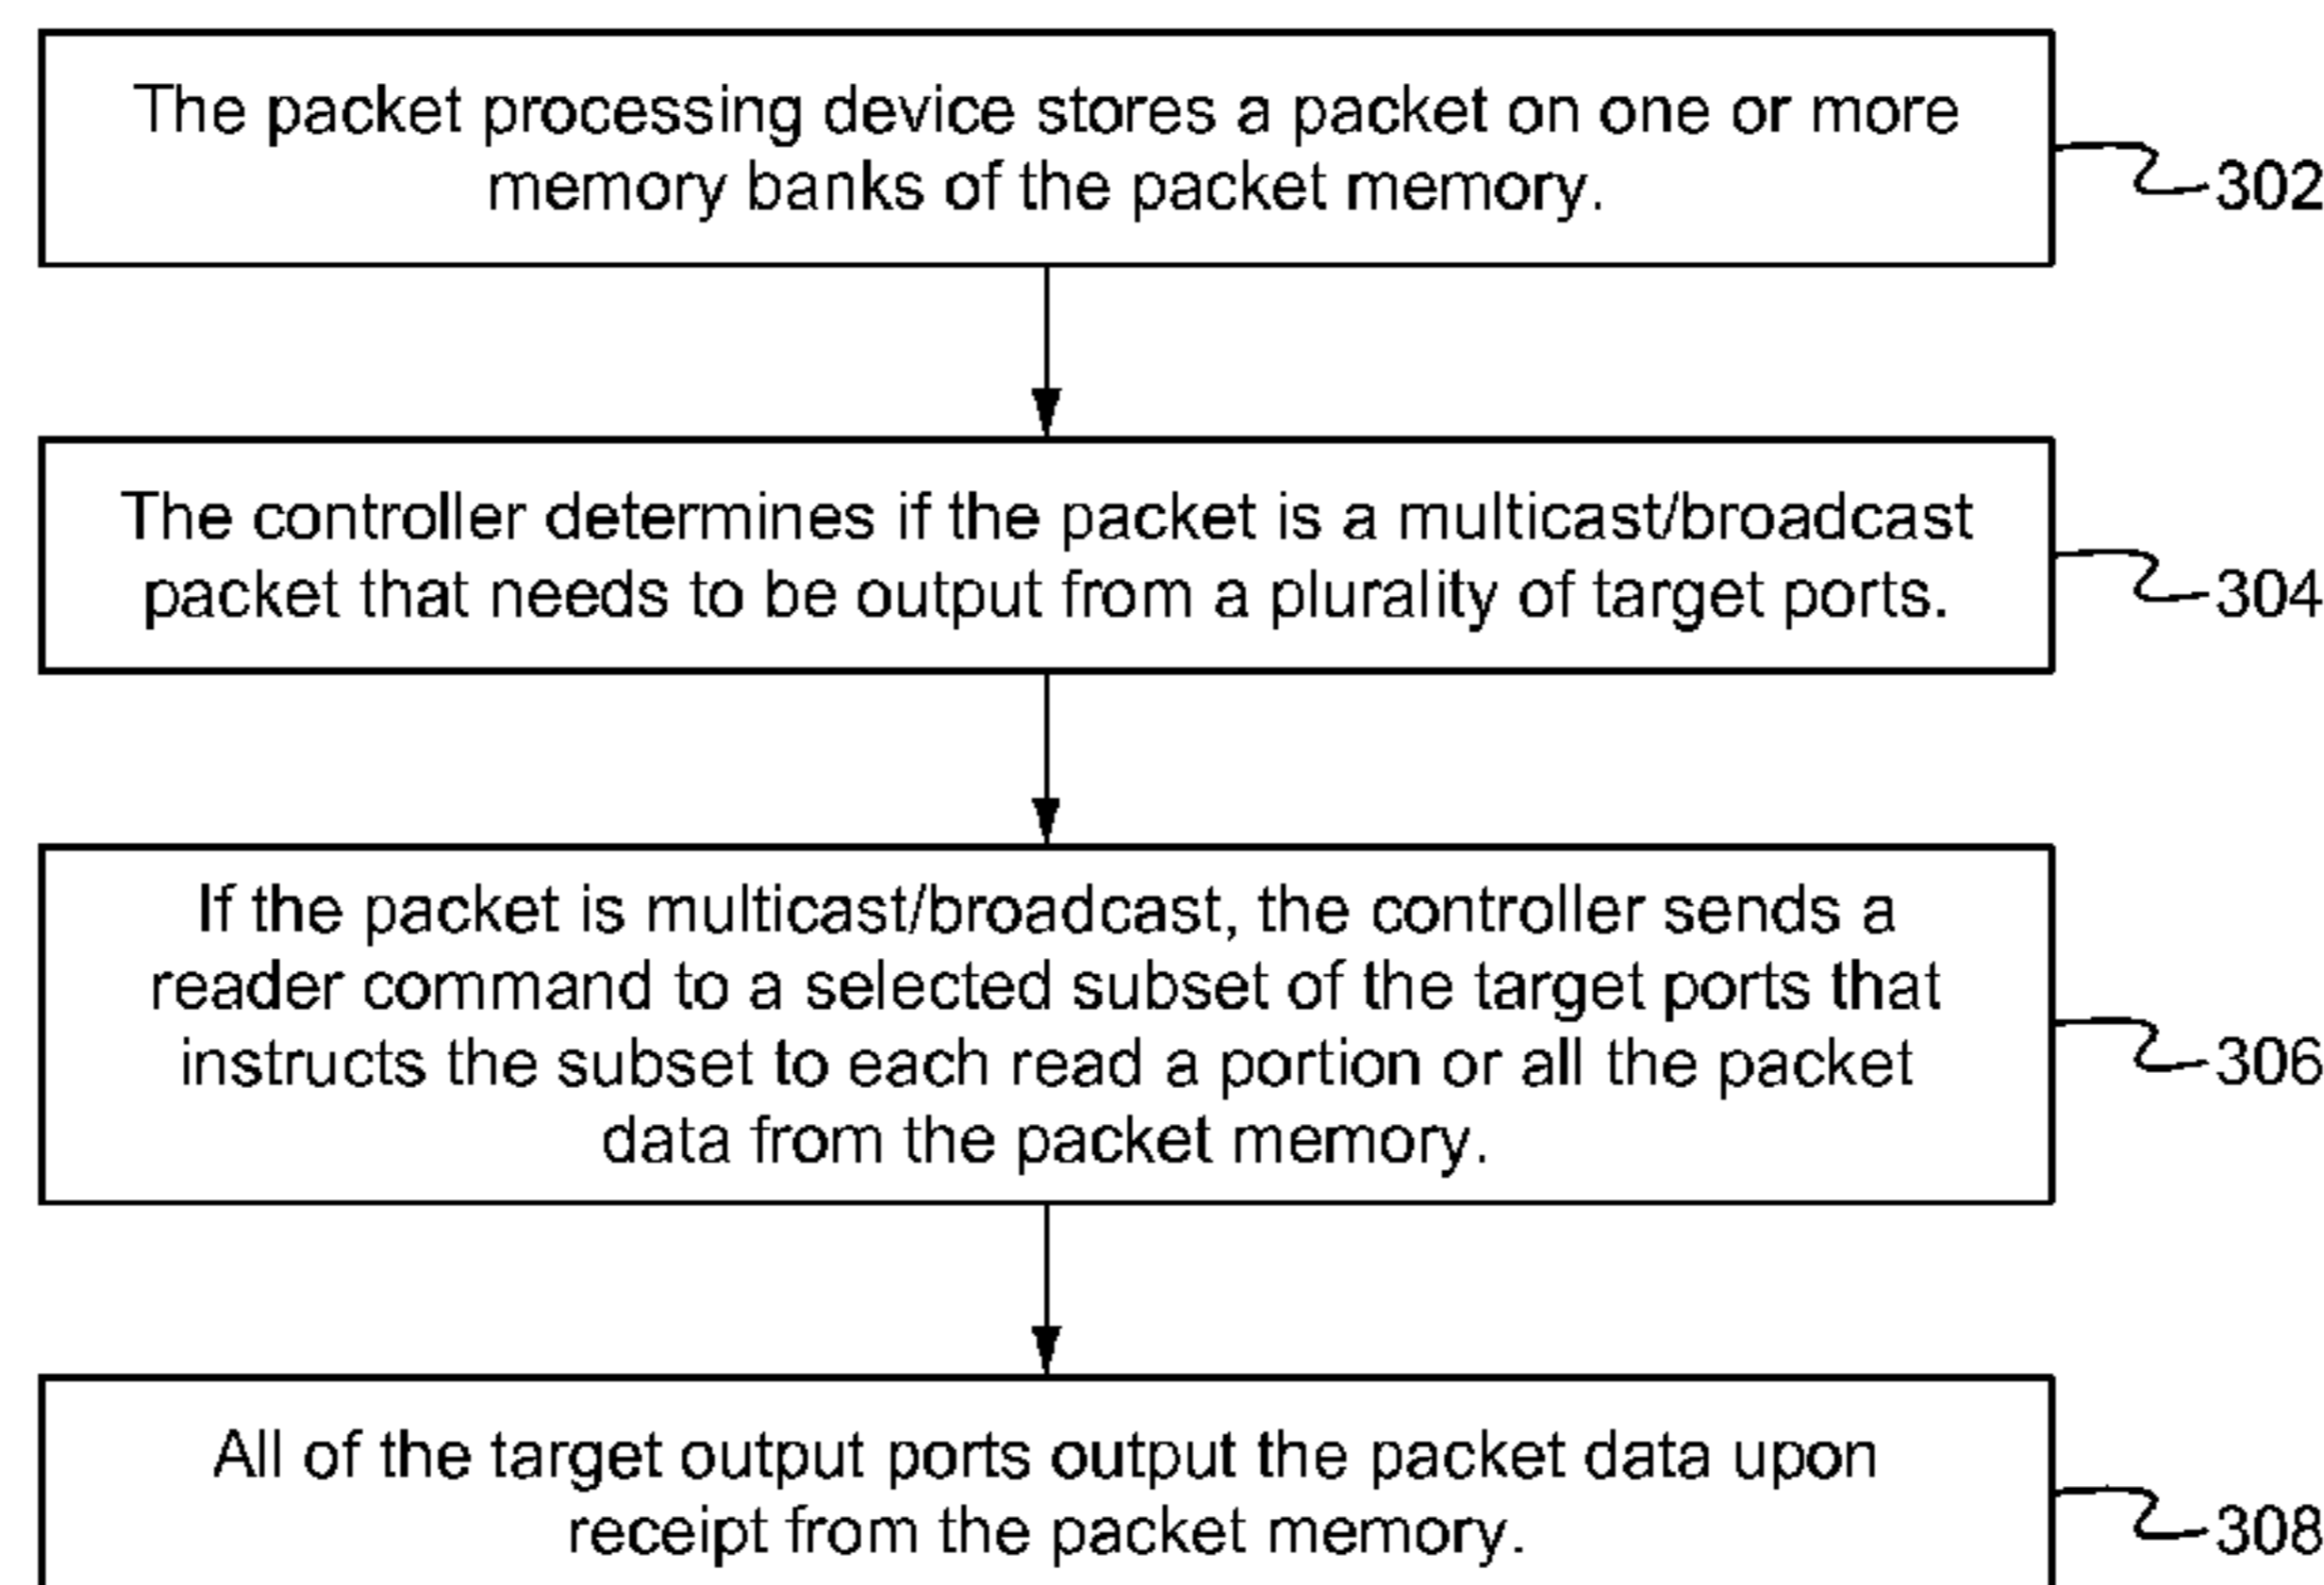 The packet processing device stores a packet on one or more
memory banks of the packet memory.
302
The controller determines if the packet is a multicast/broadcast
packet that needs to be output from a plurality of target ports.
304
If the packet is multicast/broadcast, the controller sends a
reader command to a selected subset of the target ports that
instructs the subset to each read a portion or all the packet
data from the packet memory.
306
All of the target output ports output the packet data upon
receipt from the packet memory.
308